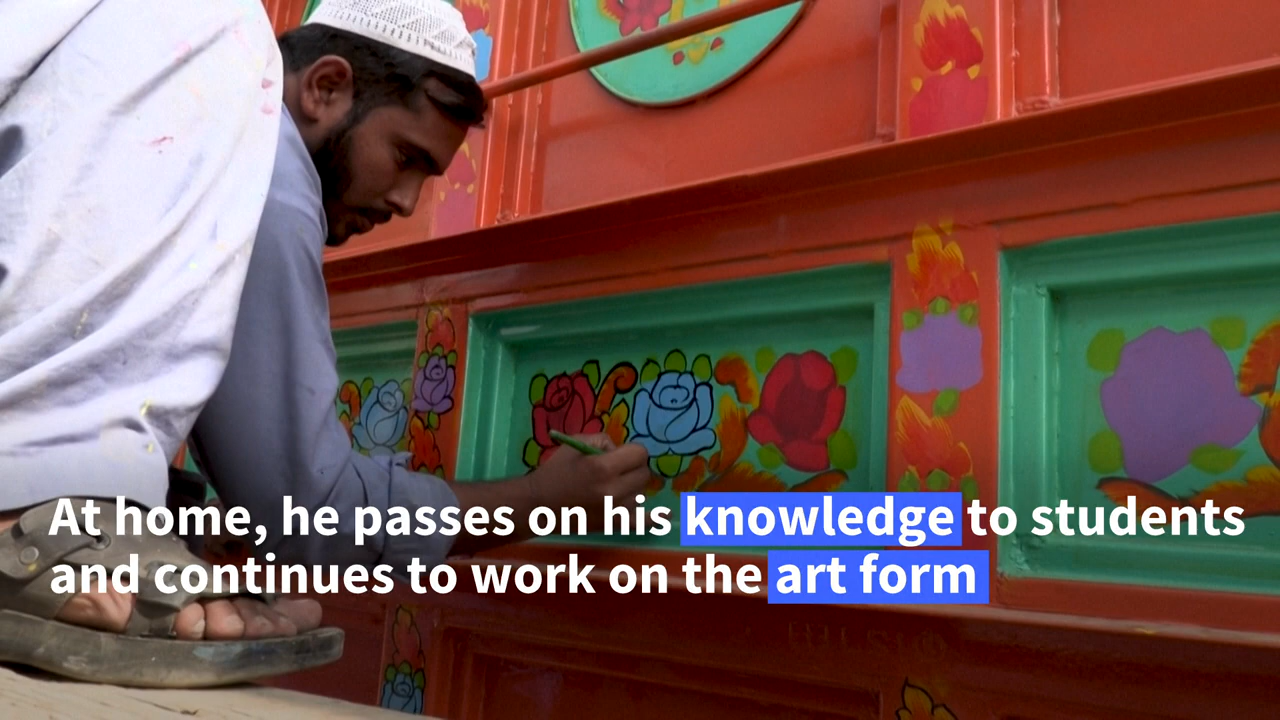 At home, he passes on his knowledge to students
and continues to work on the art form